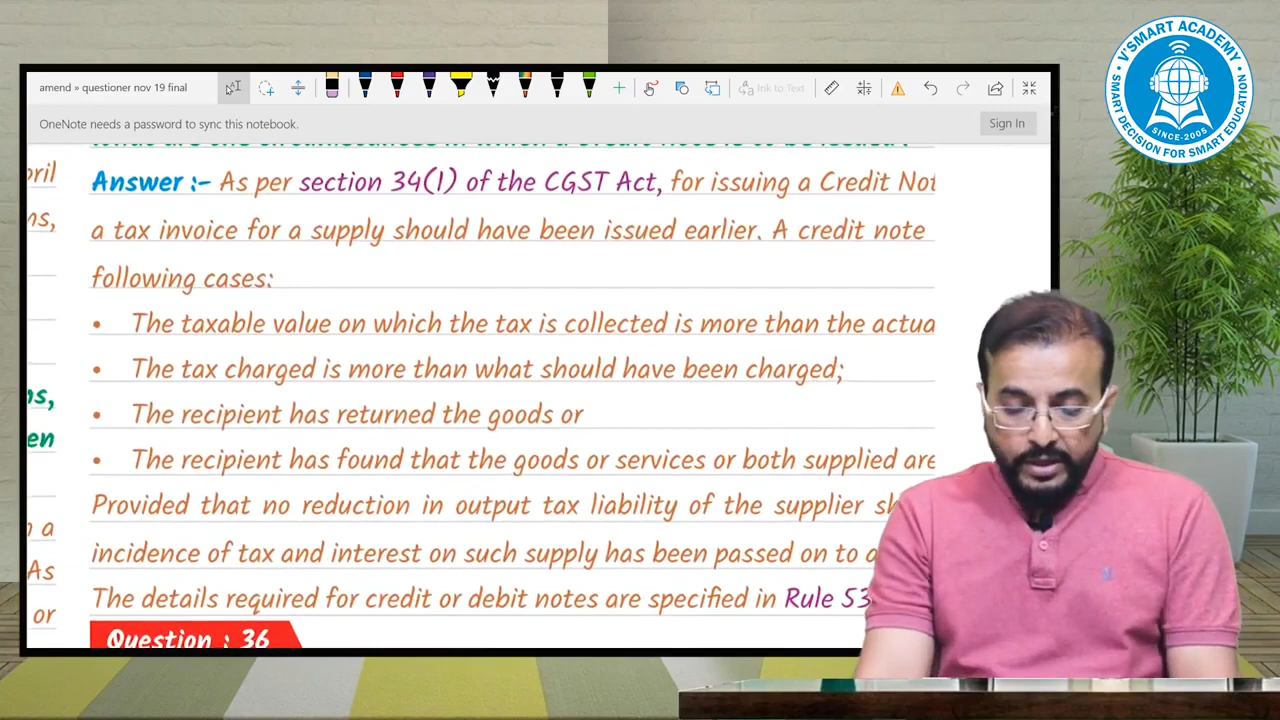 amend » questioner nov 19 final
Ink to Text
OneNote needs a password to sync this notebook.
Sign In
Answer :- As per section 34(1) of the CGST Act, for issuing a Credit Not
a tax invoice for a supply should have been issued earlier. A credit note
following cases:
• The taxable value on which the tax is collected is more than the actua
• The tax charged is more than what should have been charged;
• The recipient has returned the goods or
• The recipient has found that the goods or services or both supplied are
Provided that no reduction in output tax liability of the supplier sh
incidence of tax and interest on such supply has been passed on to a
The details required for credit or debit notes are specified in Rule 53
Question : 36
pril
ns,
ns,
en
n a
As
or
V'SMART ACADEMY
SINCE-2005
SMART DECISION FOR SMART EDUCATION